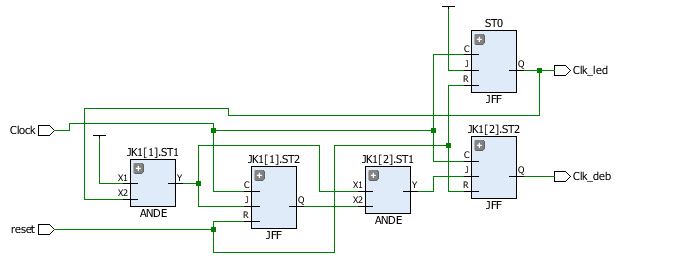 ST0
C
J
Q
R
JFF
Clk_led
Clock
JK1[1].ST1
X1
Y
X2
ANDE
JK1[1].ST2
C
J
Q
R
JFF
JK1[2].ST1
X1
Y
X2
ANDE
JK1[2].ST2
C
J
Q
R
JFF
Clk_deb
reset